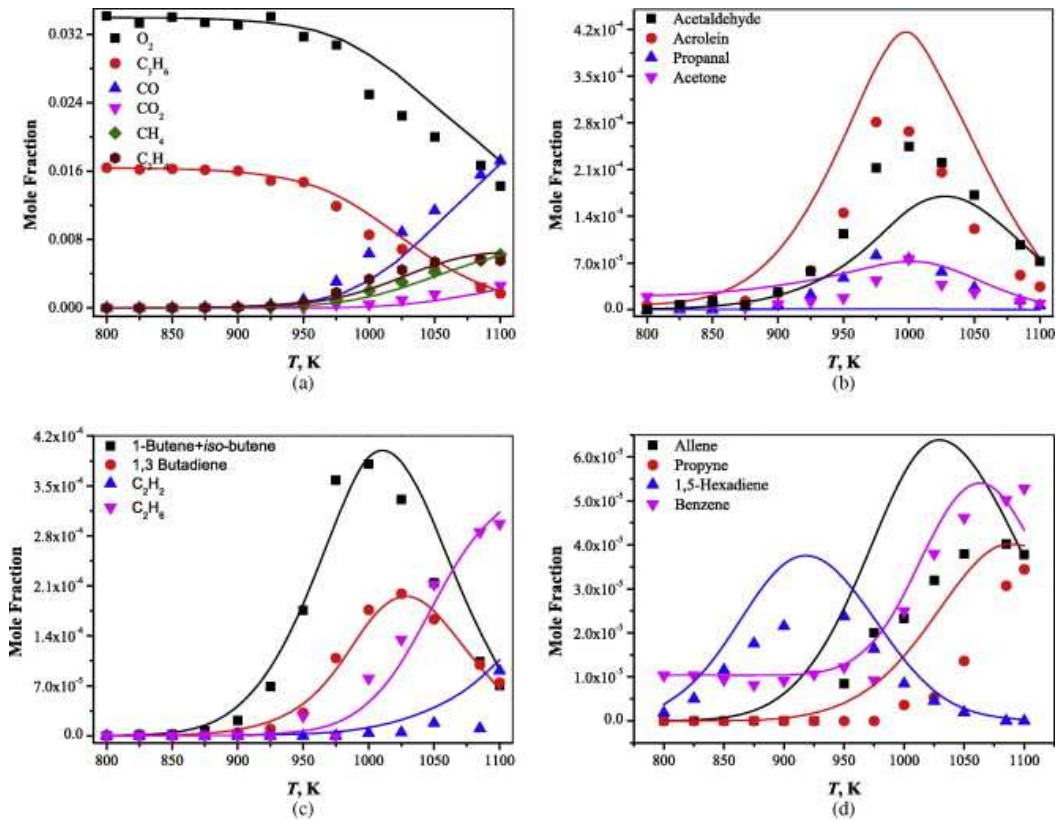 0.032
0.024
0.016
0.008
0.000
Mole Fraction
O2
C3H6
CO
CO2
CH4
800 850 900 950 1000 1050 1100
T, K
(a)
4.2x10-4
2.8x10-4
2.1x10-4
1.4x10-4
7.0x10-5
0.0
Mole Fraction
Acetaldehyde
Acrolein
Propanal
Acetone
800 850 900 950 1000 1050 1100
T, K
(b)
4.2x10-4
3.5x10-4
2.1x10-4
1.4x10-4
7.0x10-5
0.0
Mole Fraction
1-Butene+iso-butene
1,3 Butadiene
C2H2
C2H6
800 850 900 950 1000 1050 1100
T, K
(c)
6.0x10-5
4.0x10-5
3.0x10-5
2.0x10-5
1.0x10-5
0.0
Mole Fraction
Allene
Propyne
1,5-Hexadiene
Benzene
800 850 900 950 1000 1050 1100
T, K
(d)